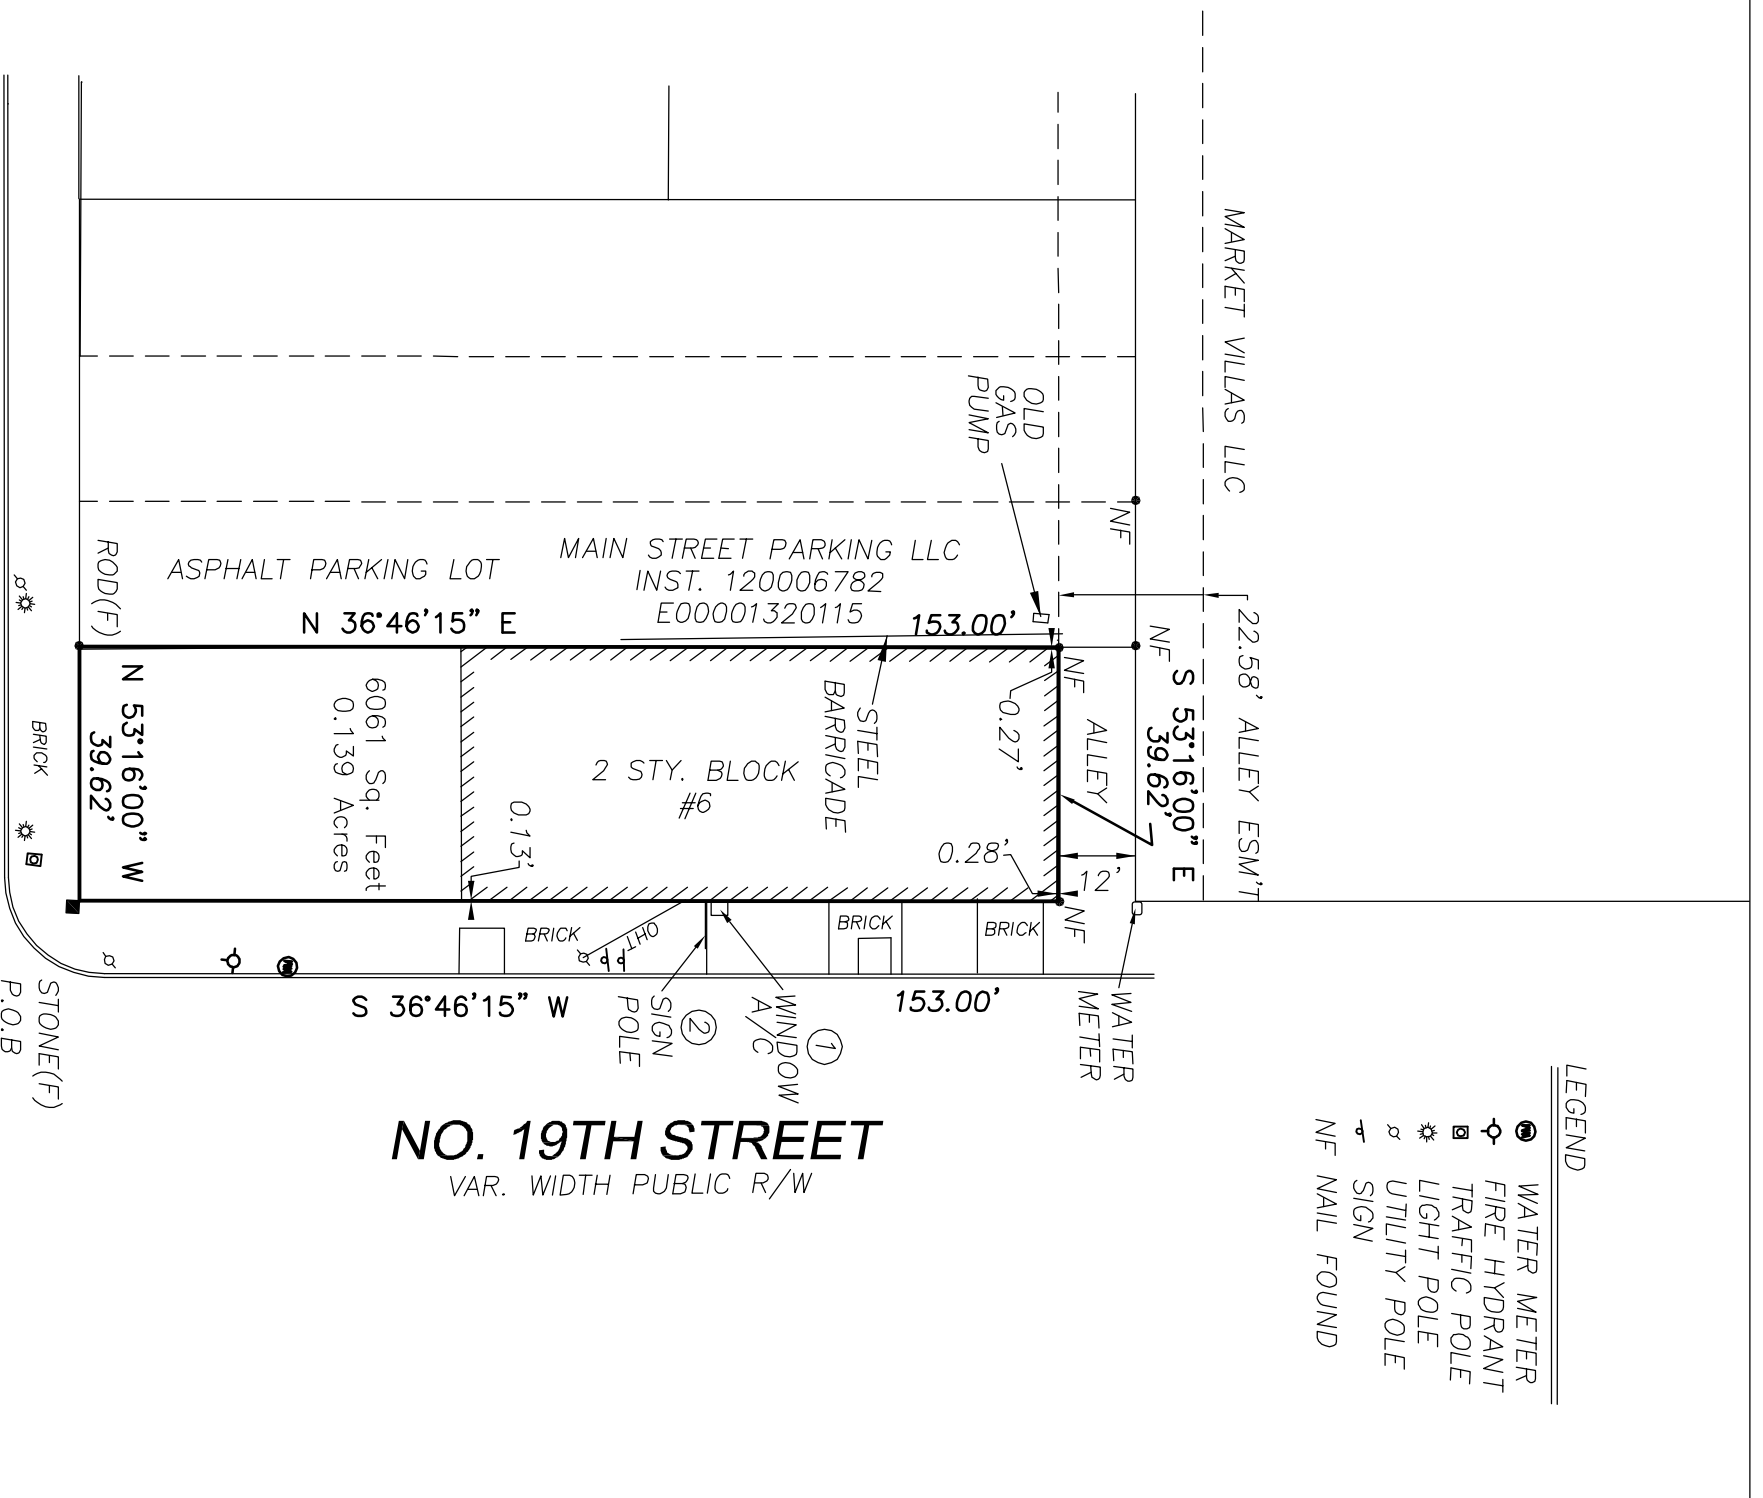 MARKET VILLAS LLC
OLD
GAS
PUMP
NF
ROD(F)
ASPHALT PARKING LOT
MAIN STREET PARKING LLC
INST. 120006782
E00001320115
N 36°46'15" E
153.00'
NF
22.58' ALLEY ESM'T
S 53°16'00" E
39.62'
NF
ALLEY
0.27'
STEEL
BARRICADE
2 STY. BLOCK
#6
6061 Sq. Feet
0.139 Acres
N 53°16'00" W
39.62'
BRICK
0.13'
0.28'
12'
NF
BRICK
OHT
BRICK
BRICK
S 36°46'15" W
153.00'
STONE(F)
P.O.B
2
SIGN
POLE
1
WINDOW
A/C
WATER
METER
NO. 19TH STREET
VAR. WIDTH PUBLIC R/W
LEGEND
WM WATER METER
FIRE HYDRANT
TRAFFIC POLE
LIGHT POLE
UTILITY POLE
SIGN
NF NAIL FOUND
WM